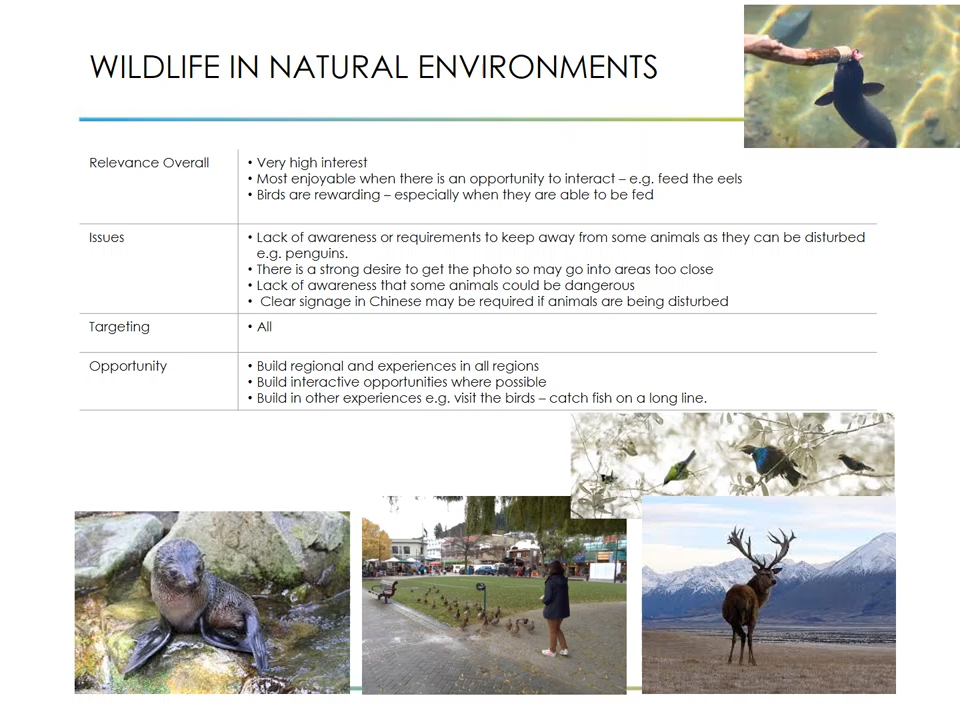 WILDLIFE IN NATURAL ENVIRONMENTS
Relevance Overall
• Very high interest
• Most enjoyable when there is an opportunity to interact – e.g. feed the eels
• Birds are rewarding – especially when they are able to be fed
Issues
• Lack of awareness or requirements to keep away from some animals as they can be disturbed
e.g. penguins.
• There is a strong desire to get the photo so may go into areas too close
• Lack of awareness that some animals could be dangerous
• Clear signage in Chinese may be required if animals are being disturbed
Targeting
• All
Opportunity
• Build regional and experiences in all regions
• Build interactive opportunities where possible
• Build in other experiences e.g. visit the birds – catch fish on a long line.